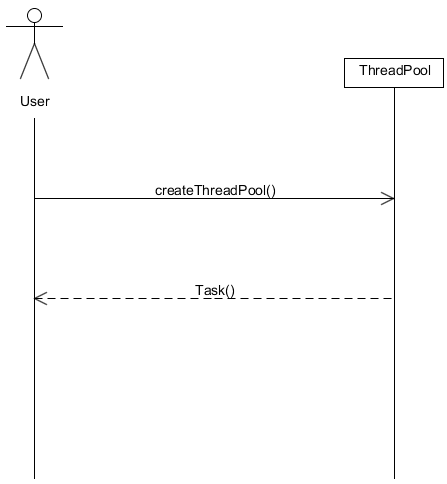 ThreadPool
User
createThreadPool()
Task()